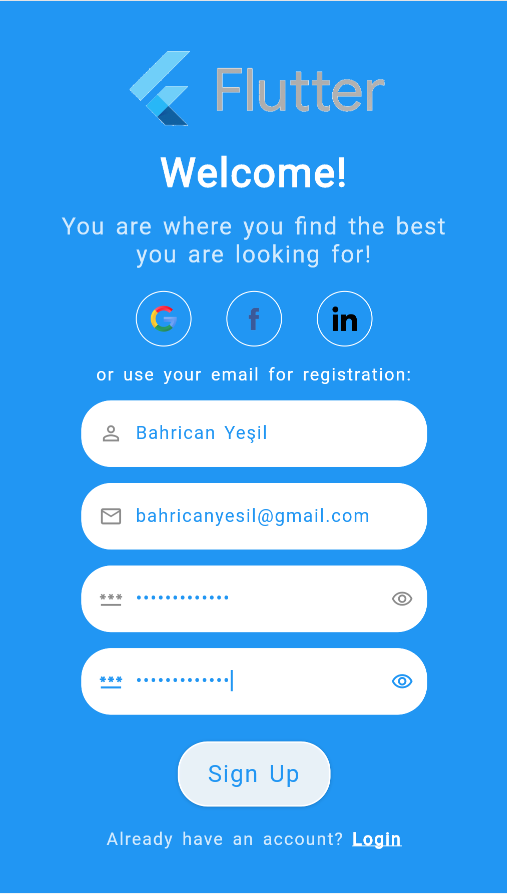 Flutter
Welcome!
You are where you find the best
you are looking for!
or use your email for registration:
Bahrican Yeşil
bahricanyesil@gmail.com
•••••••••••••
•••••••••••••
Sign Up
Already have an account? Login